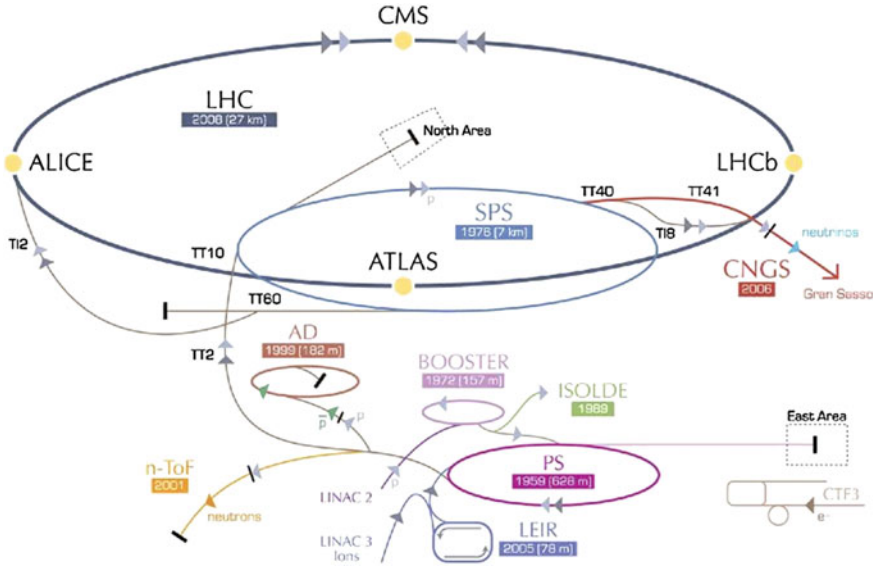 CMS
LHC
2008 (27 km)
North Area
ALICE
LHCb
TT40
TT41
p
SPS
1976 (7 km)
TI8
neutrinos
TI2
TT10
ATLAS
CNGS
2006
Gran Sasso
TT60
AD
1999 (182 m)
TT2
BOOSTER
1972 (157 m)
ISOLDE
1989
East Area
p
p
n-ToF
2001
LINAC 2
p
PS
1959 (628 m)
neutrons
CTF3
e-
LINAC 3
Ions
LEIR
2005 (78 m)